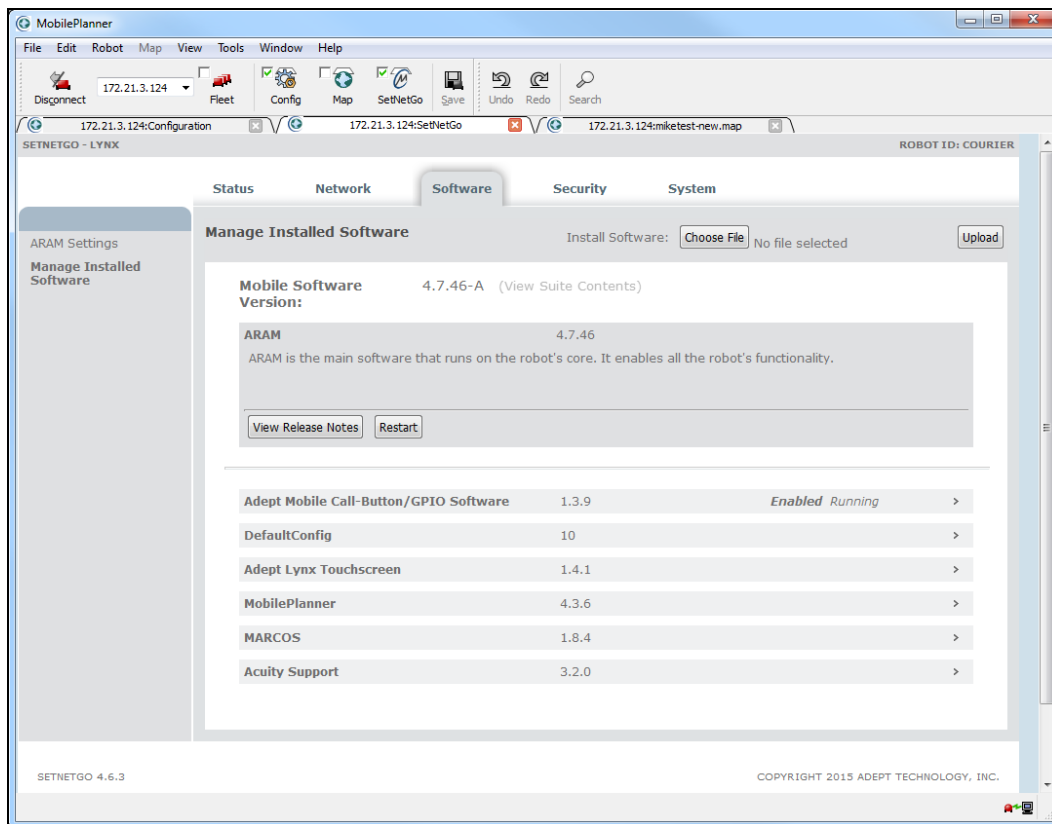 MobilePlanner
File Edit Robot Map View Tools Window Help
Disconnect 172.21.3.124 Fleet Config Map SetNetGo Save Undo Redo Search
172.21.3.124:Configuration 172.21.3.124:SetNetGo 172.21.3.124:miketest-new.map
SETNETGO - LYNX ROBOT ID: COURIER
Status Network Software Security System
Manage Installed Software Install Software: Choose File No file selected Upload
ARAM Settings
Manage Installed
Software
Mobile Software 4.7.46-A (View Suite Contents)
Version:
ARAM 4.7.46
ARAM is the main software that runs on the robot's core. It enables all the robot's functionality.
View Release Notes Restart
Adept Mobile Call-Button/GPIO Software 1.3.9 Enabled Running >
DefaultConfig 10 >
Adept Lynx Touchscreen 1.4.1 >
MobilePlanner 4.3.6 >
MARCOS 1.8.4 >
Acuity Support 3.2.0 >
SETNETGO 4.6.3 COPYRIGHT 2015 ADEPT TECHNOLOGY, INC.